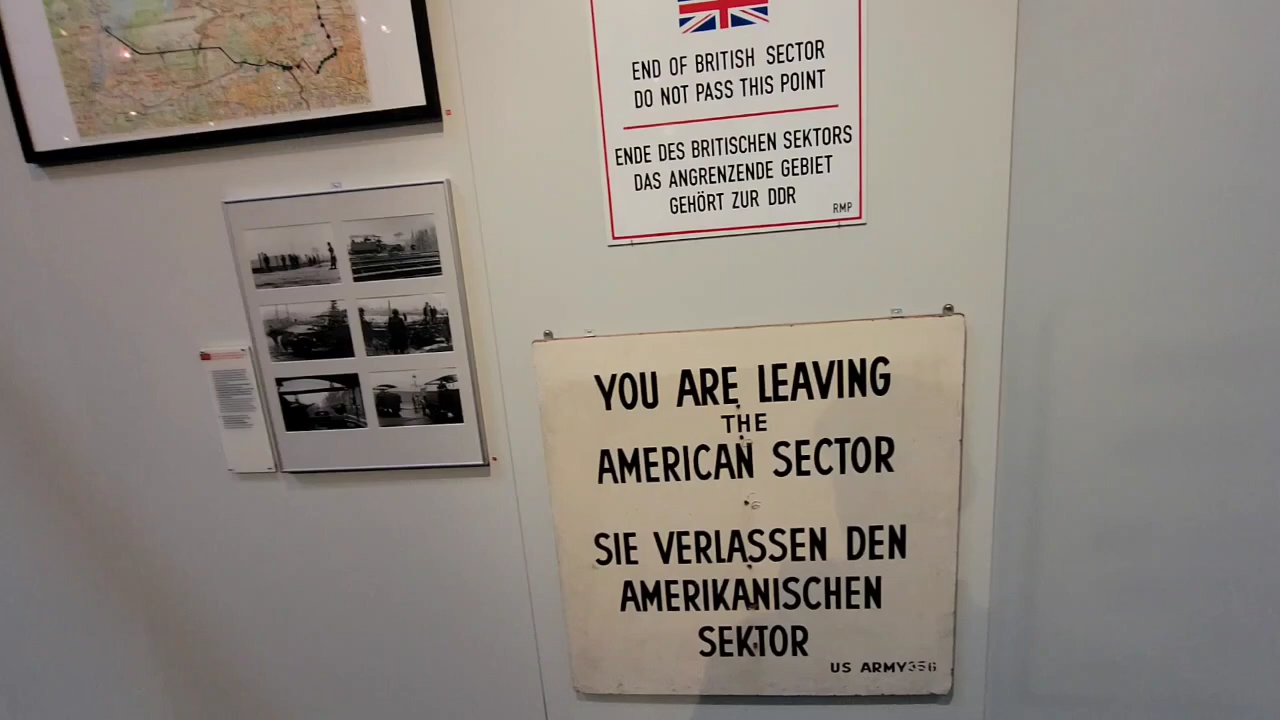 END OF BRITISH SECTOR
DO NOT PASS THIS POINT
ENDE DES BRITISCHEN SEKTORS
DAS ANGRENZENDE GEBIET
GEHÖRT ZUR DDR
RMP
YOU ARE LEAVING
THE
AMERICAN SECTOR
SIE VERLASSEN DEN
AMERIKANISCHEN
SEKTOR
US ARMY 356